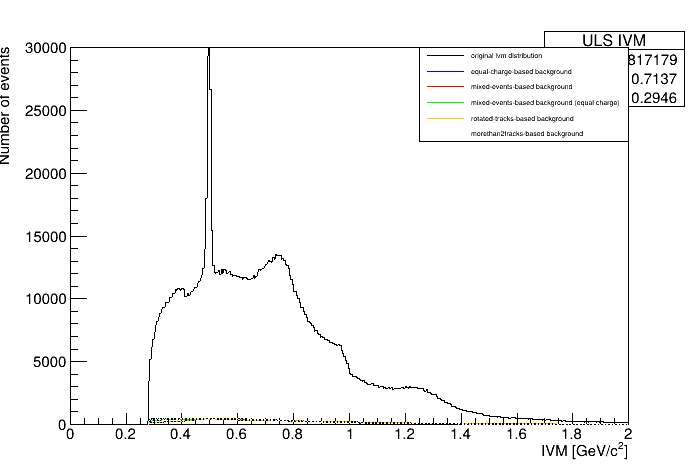 ULS IVM
817179
0.7137
0.2946
original ivm distribution
equal-charge-based background
mixed-events-based background
mixed-events-based background (equal charge)
rotated-tracks-based background
morethan2tracks-based background
Number of events
30000
25000
20000
15000
10000
5000
0
0 0.2 0.4 0.6 0.8 1 1.2 1.4 1.6 1.8 2
IVM [GeV/c²]